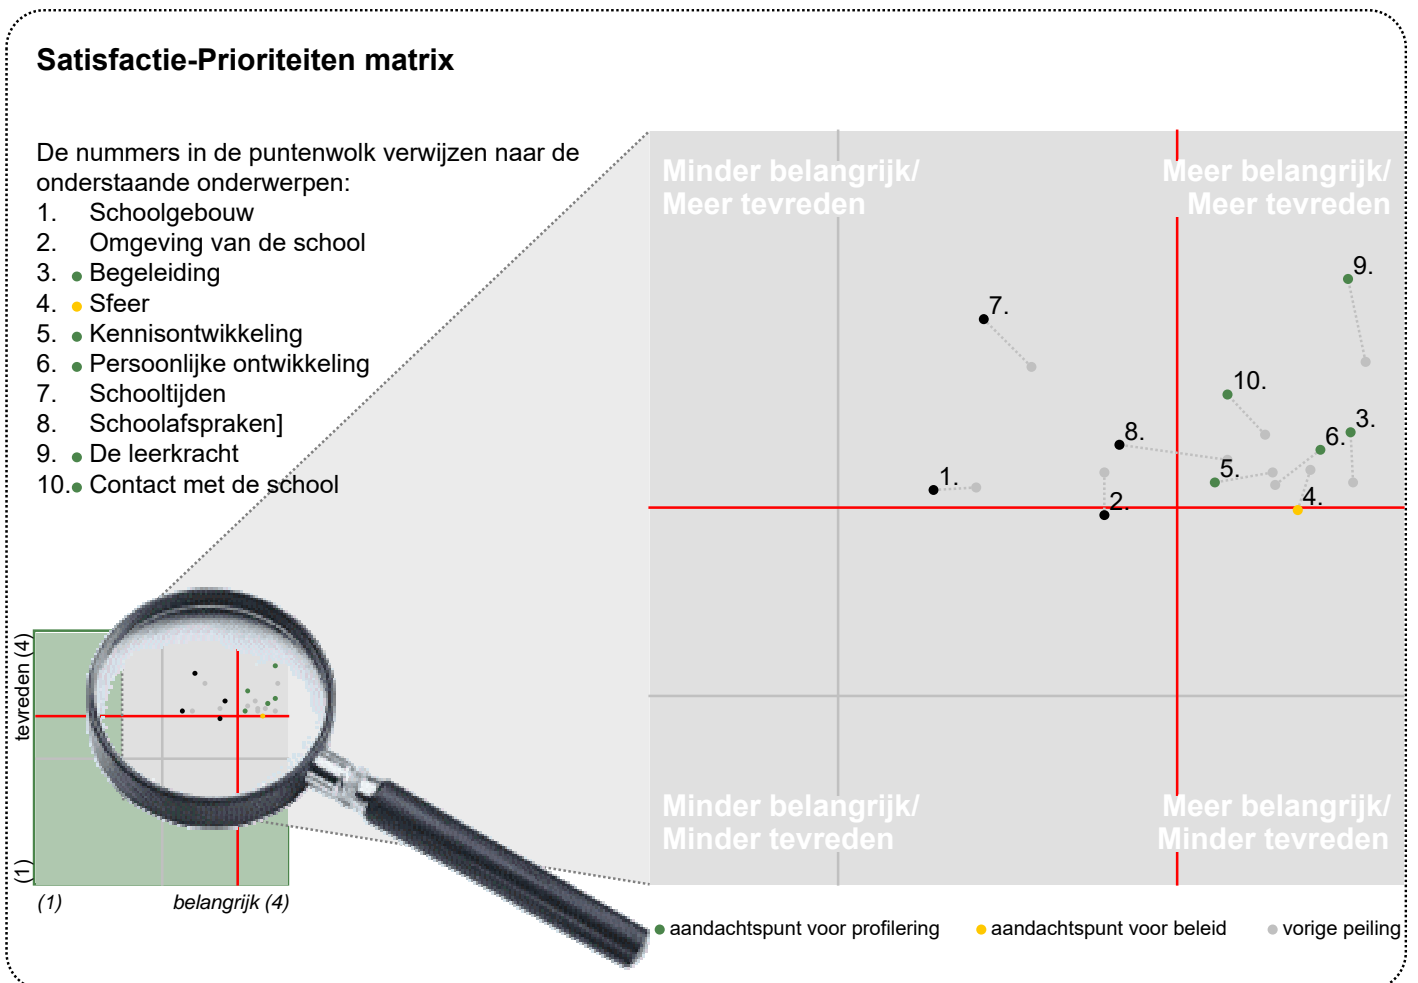 Satisfactie-Prioriteiten matrix
De nummers in de puntenwolk verwijzen naar de
onderstaande onderwerpen:
1. Schoolgebouw
2. Omgeving van de school
3. Begeleiding
4. Sfeer
5. Kennisontwikkeling
6. Persoonlijke ontwikkeling
7. Schooltijden
8. Schoolafspraken]
9. De leerkracht
10. Contact met de school
Minder belangrijk/
Meer tevreden
Meer belangrijk/
Meer tevreden
9.
7.
10.
3.
8.
6.
5.
1.
4.
2.
Minder belangrijk/
Minder tevreden
Meer belangrijk/
Minder tevreden
tevreden (4)
(1)
(1)
belangrijk (4)
aandachtspunt voor profilering
aandachtspunt voor beleid
vorige peiling